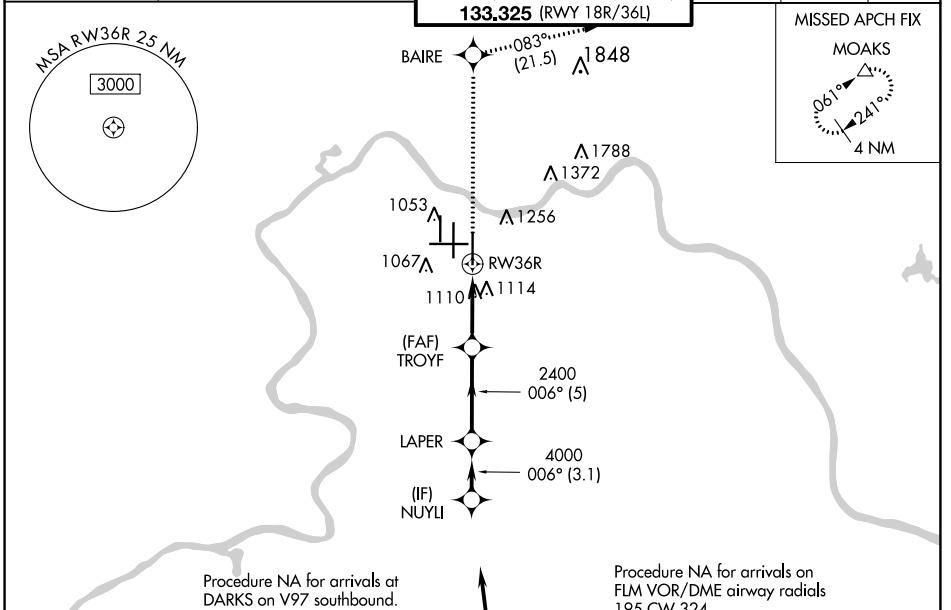 133.325 (RWY 18R/36L)
MSA RW36R 25 NM
3000
MISSED APCH FIX
MOAKS
061°
241°
4 NM
BAIRE
083°
(21.5)
1848
1788
1372
1053
1256
1067
RW36R
1110
1114
(FAF)
TROYF
2400
006° (5)
LAPER
4000
006° (3.1)
(IF)
NUYLI
Procedure NA for arrivals at
DARKS on V97 southbound.
Procedure NA for arrivals on
FLM VOR/DME airway radials
195 CW 324